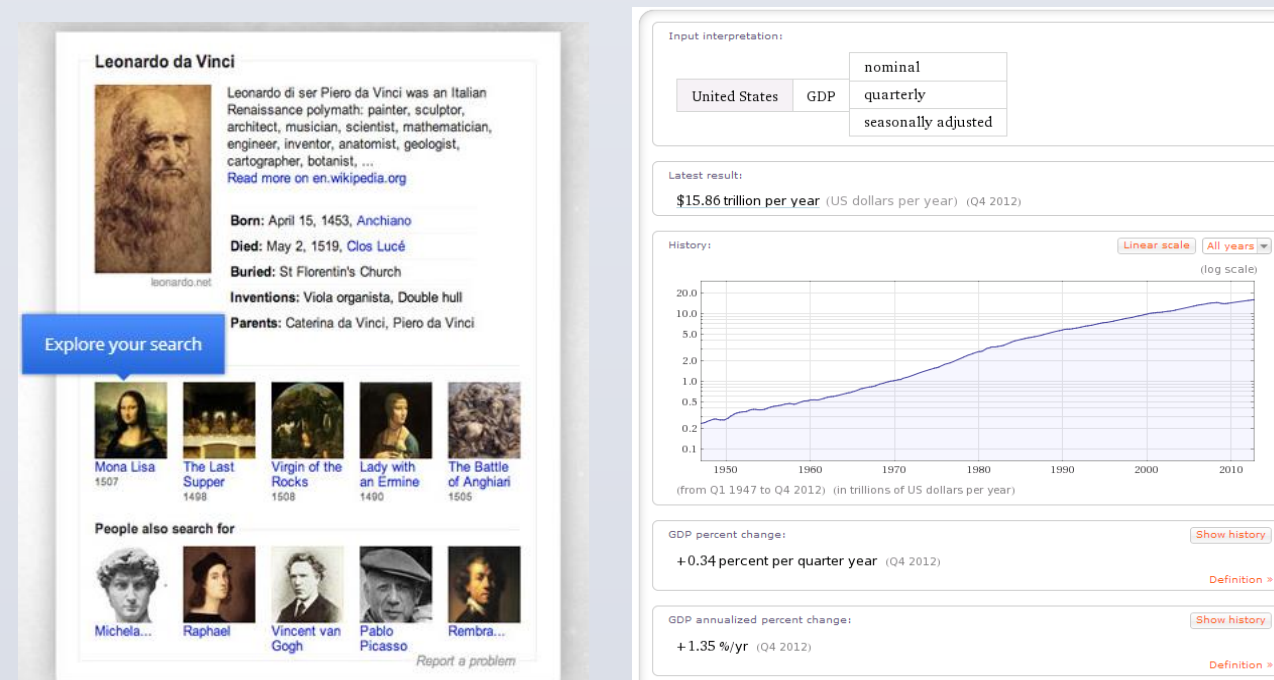 Leonardo da Vinci
Leonardo di ser Piero da Vinci was an Italian
Renaissance polymath: painter, sculptor,
architect, musician, scientist, mathematician,
engineer, inventor, anatomist, geologist,
cartographer, botanist, ...
Read more on en.wikipedia.org
leonardo.net
Born: April 15, 1453, Anchiano
Died: May 2, 1519, Clos Lucé
Buried: St Florentin's Church
Inventions: Viola organista, Double hull
Parents: Caterina da Vinci, Piero da Vinci
Explore your search
Mona Lisa
1507
The Last
Supper
1498
Virgin of the
Rocks
1508
Lady with
an Ermine
1490
The Battle
of Anghiari
1505
People also search for
Michela...
Raphael
Vincent van
Gogh
Pablo
Picasso
Rembra...
Report a problem
Input interpretation:
United States
GDP
nominal
quarterly
seasonally adjusted
Latest result:
$15.86 trillion per year (US dollars per year) (Q4 2012)
History:
Linear scale
All years
(log scale)
20.0
10.0
5.0
2.0
1.0
0.5
0.2
0.1
1950 1960 1970 1980 1990 2000 2010
(from Q1 1947 to Q4 2012) (in trillions of US dollars per year)
GDP percent change:
Show history
+0.34 percent per quarter year (Q4 2012)
Definition »
GDP annualized percent change:
Show history
+1.35 %/yr (Q4 2012)
Definition »